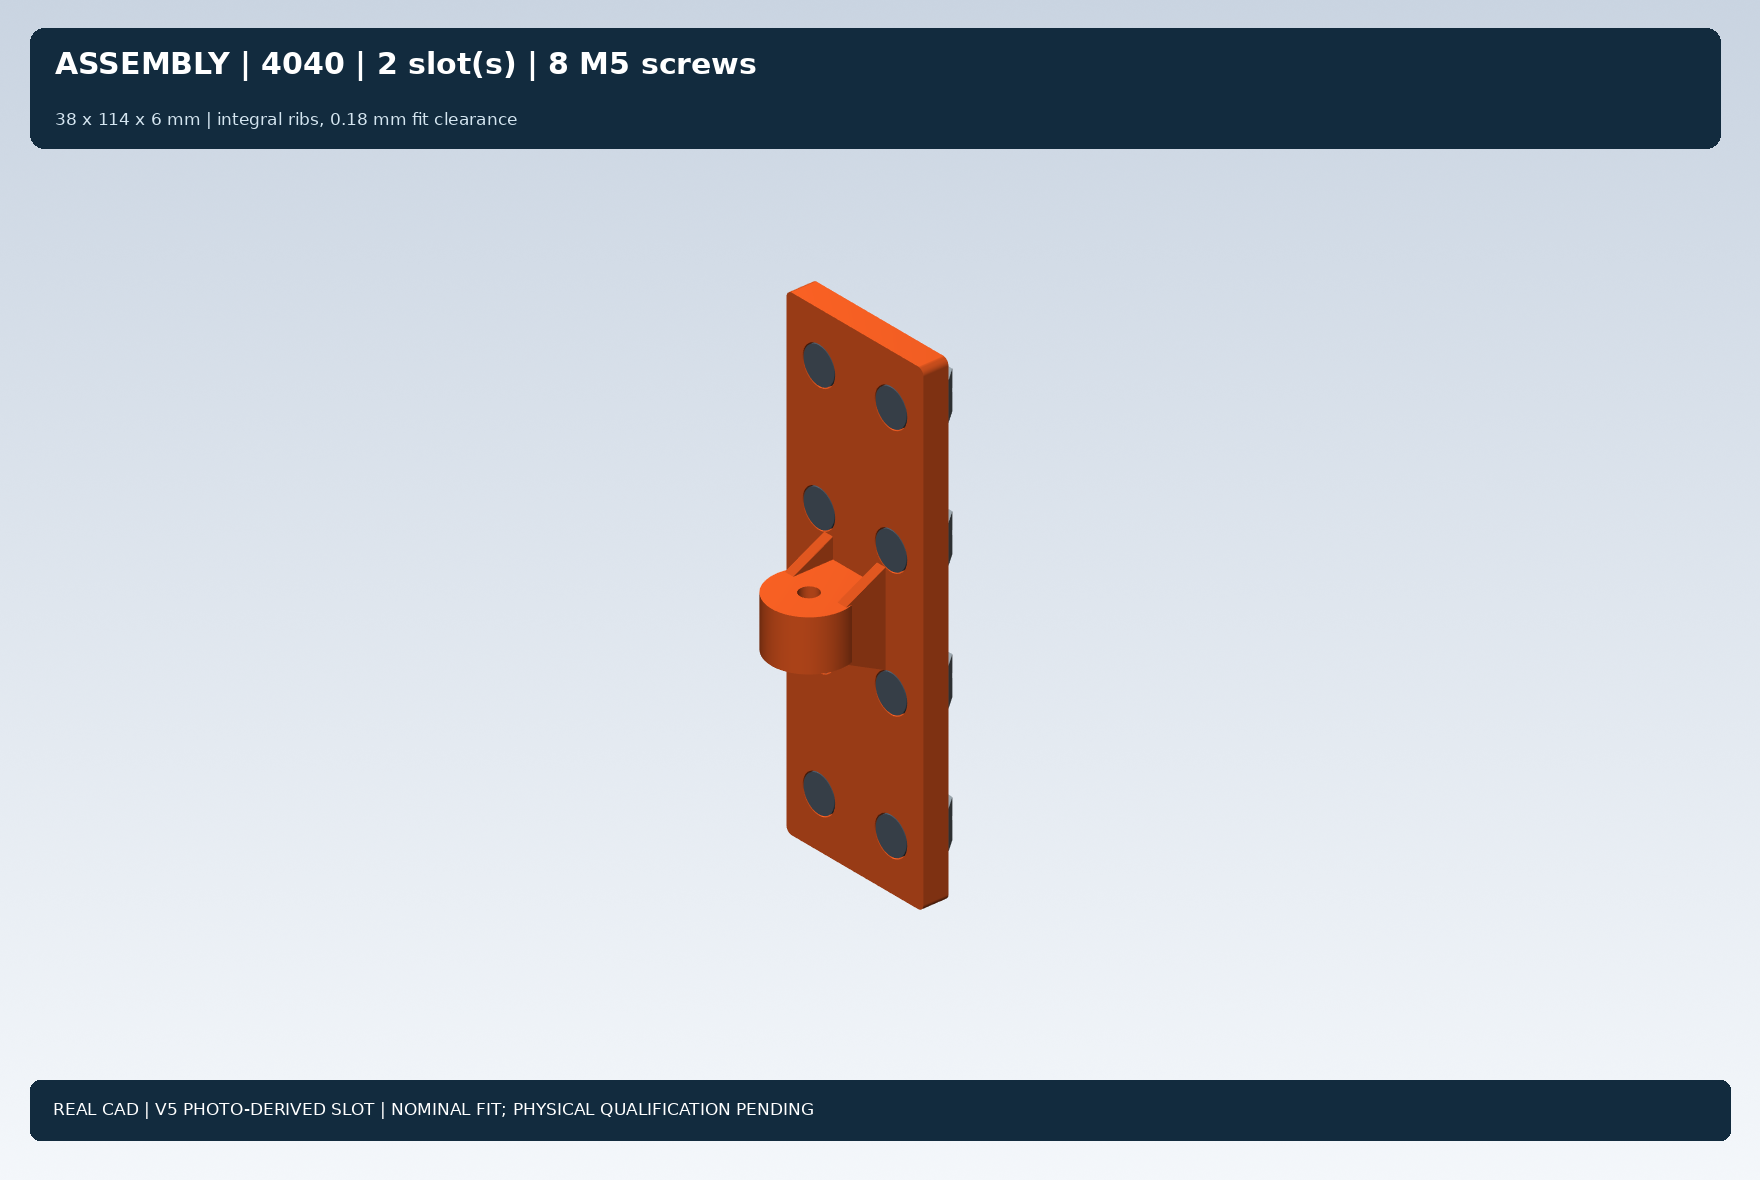 ASSEMBLY | 4040 | 2 slot(s) | 8 M5 screws
38 x 114 x 6 mm | integral ribs, 0.18 mm fit clearance
REAL CAD | V5 PHOTO-DERIVED SLOT | NOMINAL FIT; PHYSICAL QUALIFICATION PENDING